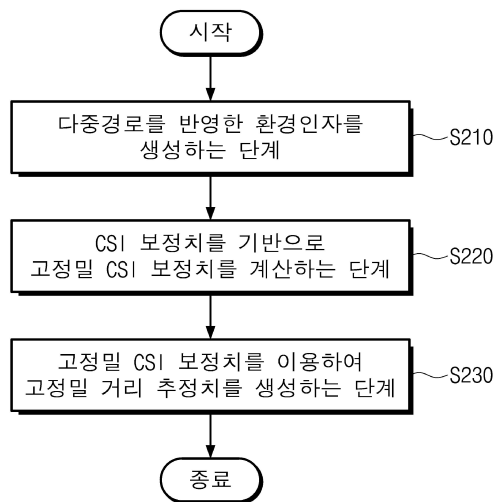 시작
다중경로를 반영한 환경인자를
생성하는 단계
S210
CSI 보정치를 기반으로
고정밀 CSI 보정치를 계산하는 단계
S220
고정밀 CSI 보정치를 이용하여
고정밀 거리 추정치를 생성하는 단계
S230
종료